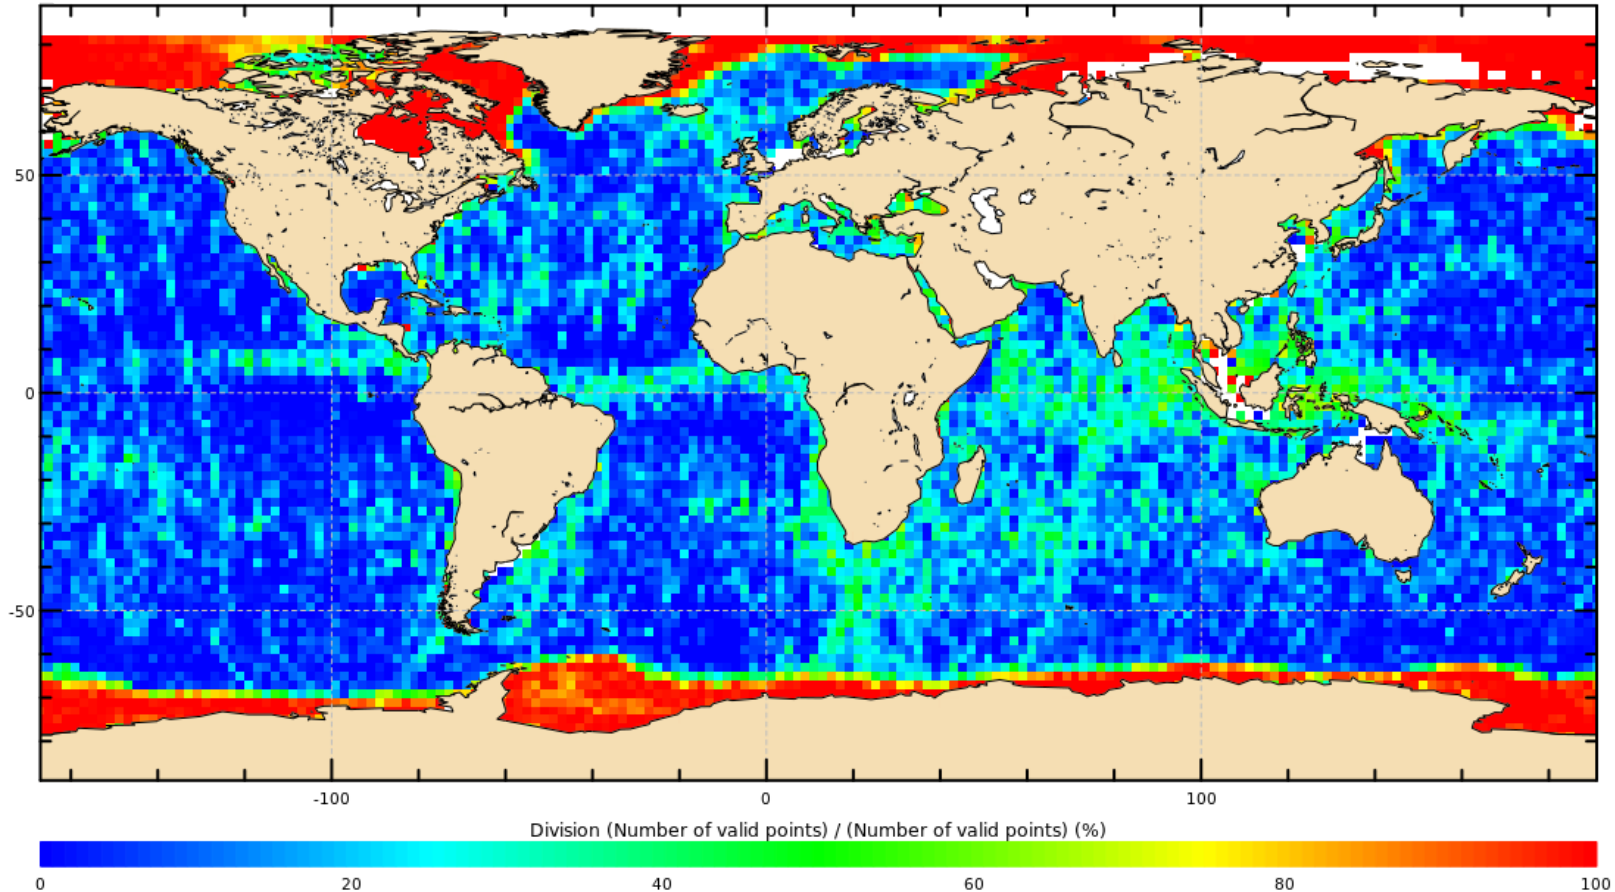 50
0
-50
-100 0 100
Division (Number of valid points) / (Number of valid points) (%)
0 20 40 60 80 100